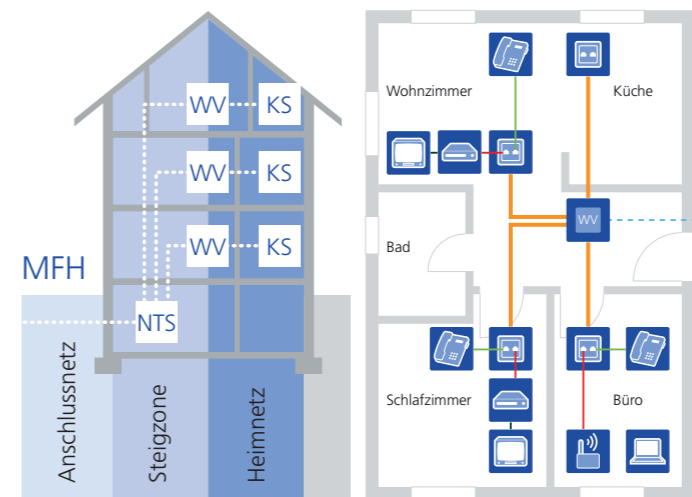 WV KS
WV KS
WV KS
MFH
NTS
Anschlussnetz
Steigzone
Heimnetz
Wohnzimmer
Küche
WV
Bad
Schlafzimmer
Büro